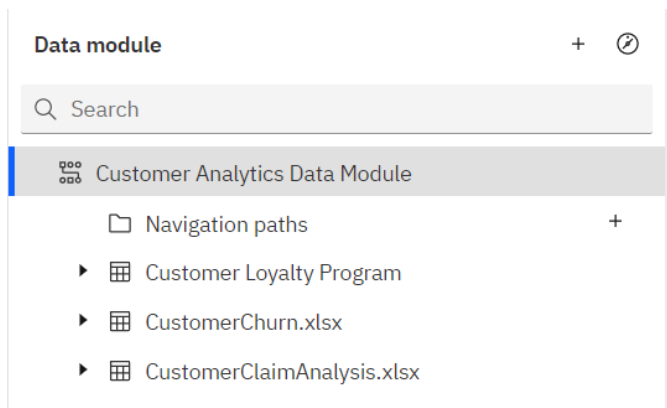 Data module
Search
Customer Analytics Data Module
Navigation paths
Customer Loyalty Program
CustomerChurn.xlsx
CustomerClaimAnalysis.xlsx